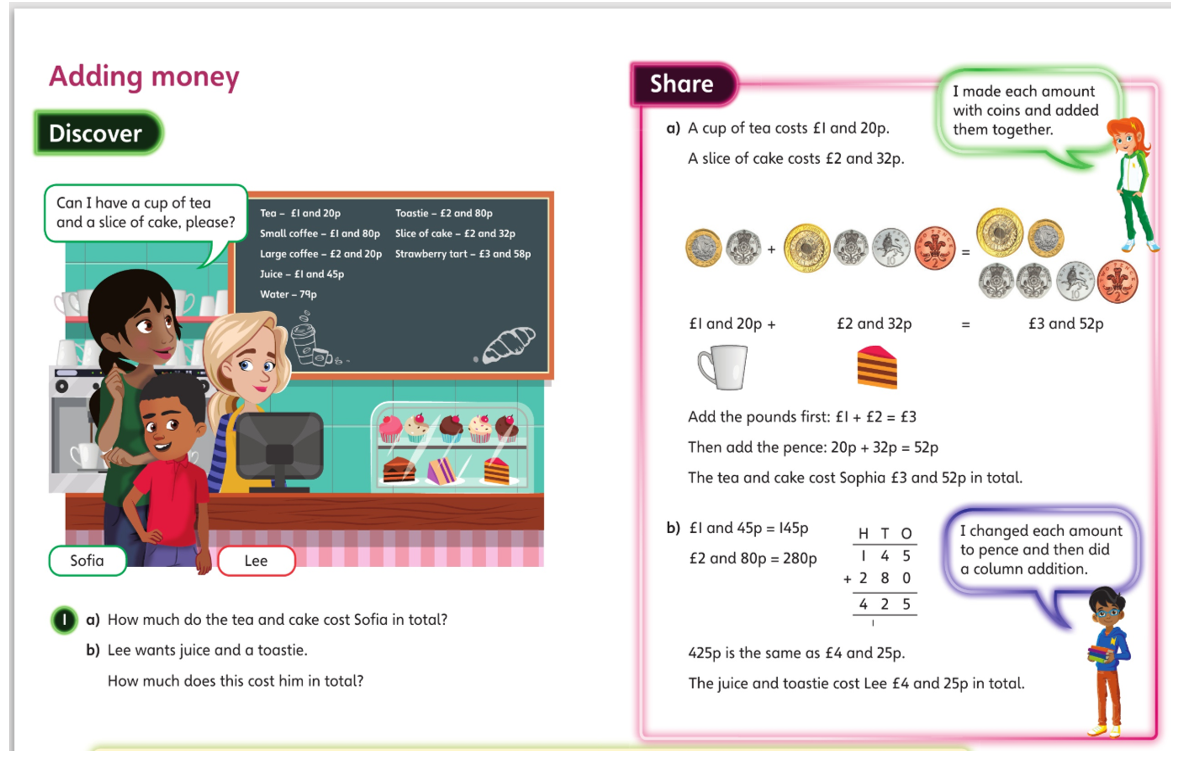 Adding money
Discover
Can I have a cup of tea
and a slice of cake, please?
Tea – £1 and 20p
Small coffee – £1 and 80p
Large coffee – £2 and 20p
Juice – £1 and 45p
Water – 79p
Toastie – £2 and 80p
Slice of cake – £2 and 32p
Strawberry tart – £3 and 58p
Sofia
Lee
1 a) How much do the tea and cake cost Sofia in total?
b) Lee wants juice and a toastie.
How much does this cost him in total?
Share
I made each amount
with coins and added
them together.
a) A cup of tea costs £1 and 20p.
A slice of cake costs £2 and 32p.
+ =
£1 and 20p + £2 and 32p = £3 and 52p
Add the pounds first: £1 + £2 = £3
Then add the pence: 20p + 32p = 52p
The tea and cake cost Sophia £3 and 52p in total.
b) £1 and 45p = 145p
£2 and 80p = 280p
H T O
1 4 5
+ 2 8 0
4 2 5
1
I changed each amount
to pence and then did
a column addition.
425p is the same as £4 and 25p.
The juice and toastie cost Lee £4 and 25p in total.